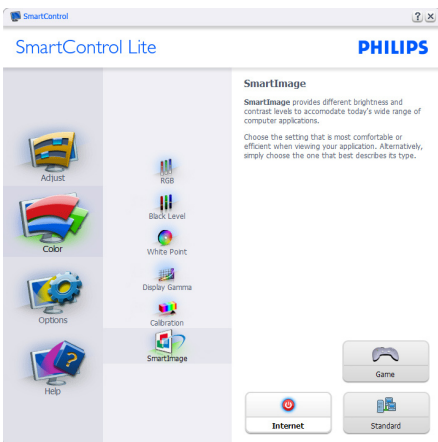 SmartControl
? ×
SmartControl Lite
PHILIPS
Adjust
Color
Options
Help
RGB
Black Level
White Point
Display Gamma
Calibration
SmartImage
SmartImage
SmartImage provides different brightness and
contrast levels to accomodate today's wide range of
computer applications.
Choose the setting that is most comfortable or
efficient when viewing your application. Alternatively,
simply choose the one that best describes its type.
Game
Internet
Standard